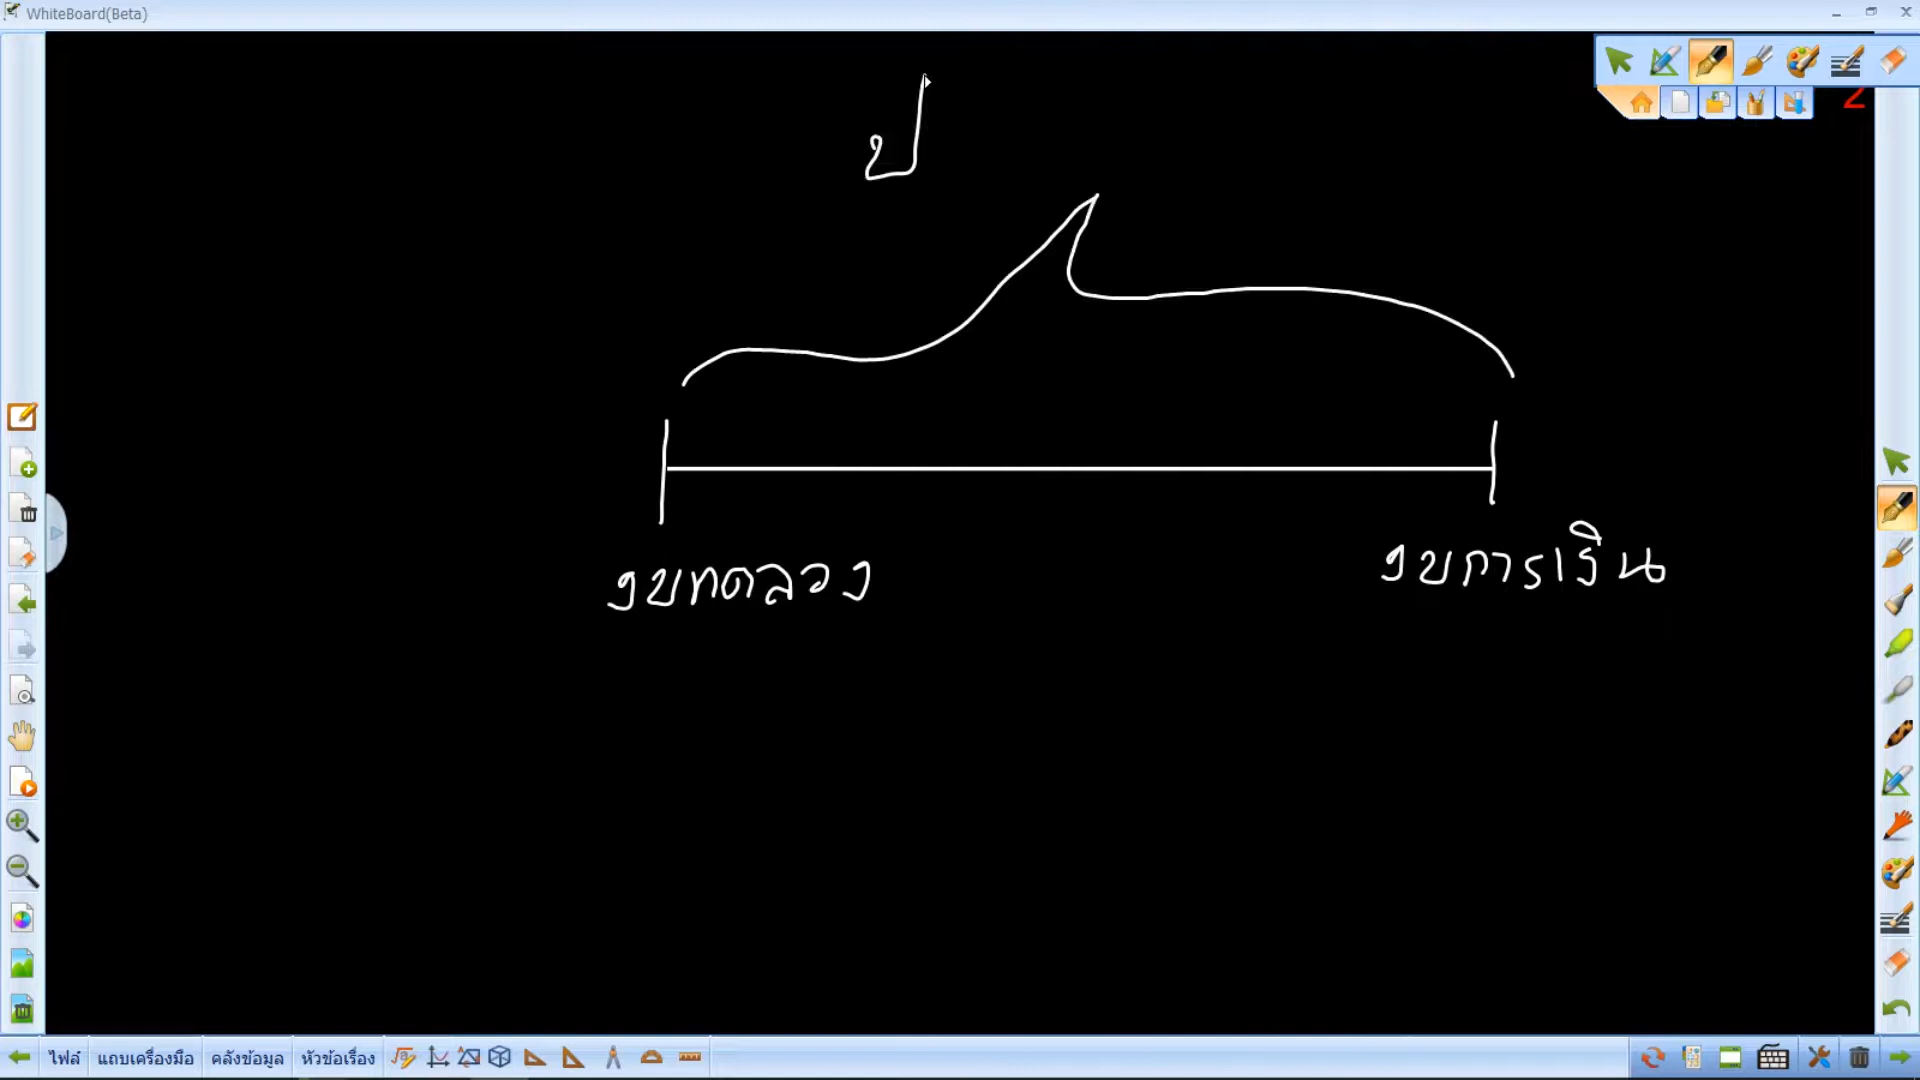 WhiteBoard(Beta)
2
ป
งบทดลอง
งบการเงิน
ไฟล์ แถบเครื่องมือ คลังข้อมูล หัวข้อเรื่อง